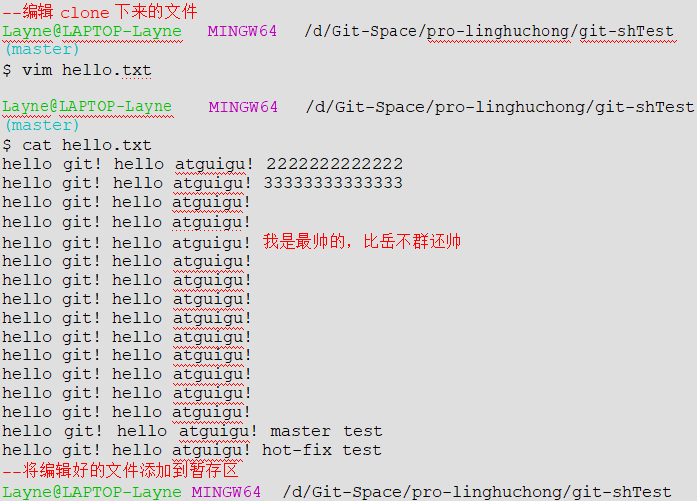 --编辑 clone 下来的文件
Layne@LAPTOP-Layne MINGW64 /d/Git-Space/pro-linghuchong/git-shTest
(master)
$ vim hello.txt
Layne@LAPTOP-Layne MINGW64 /d/Git-Space/pro-linghuchong/git-shTest
(master)
$ cat hello.txt
hello git! hello atguigu! 2222222222222
hello git! hello atguigu! 33333333333333
hello git! hello atguigu!
hello git! hello atguigu!
hello git! hello atguigu! 我是最帅的，比岳不群还帅
hello git! hello atguigu!
hello git! hello atguigu!
hello git! hello atguigu!
hello git! hello atguigu!
hello git! hello atguigu!
hello git! hello atguigu!
hello git! hello atguigu!
hello git! hello atguigu!
hello git! hello atguigu!
hello git! hello atguigu! master test
hello git! hello atguigu! hot-fix test
--将编辑好的文件添加到暂存区
Layne@LAPTOP-Layne MINGW64 /d/Git-Space/pro-linghuchong/git-shTest